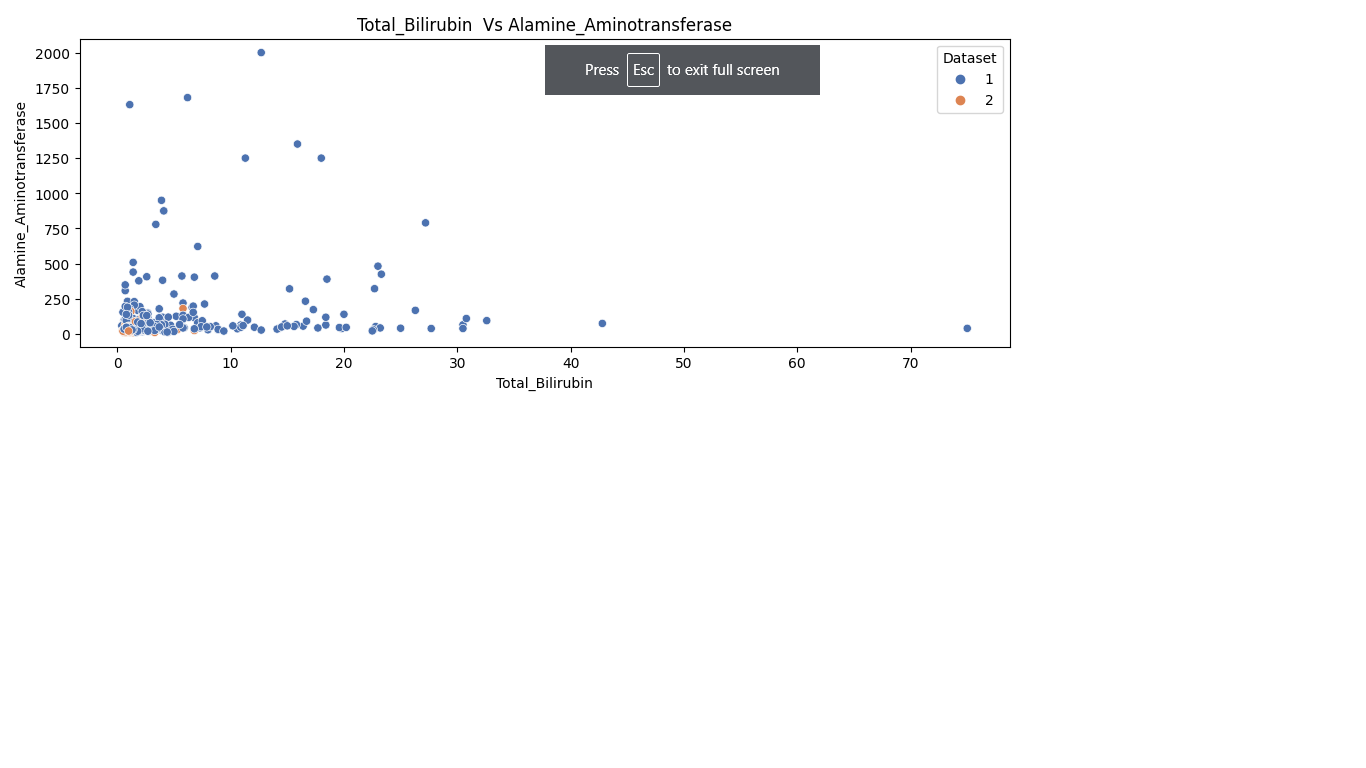 Total_Bilirubin  Vs Alamine_Aminotransferase
Press Esc to exit full screen
Dataset
1
2
Alamine_Aminotransferase
2000
1750
1500
1250
1000
750
500
250
0
0 10 20 30 40 50 60 70
Total_Bilirubin